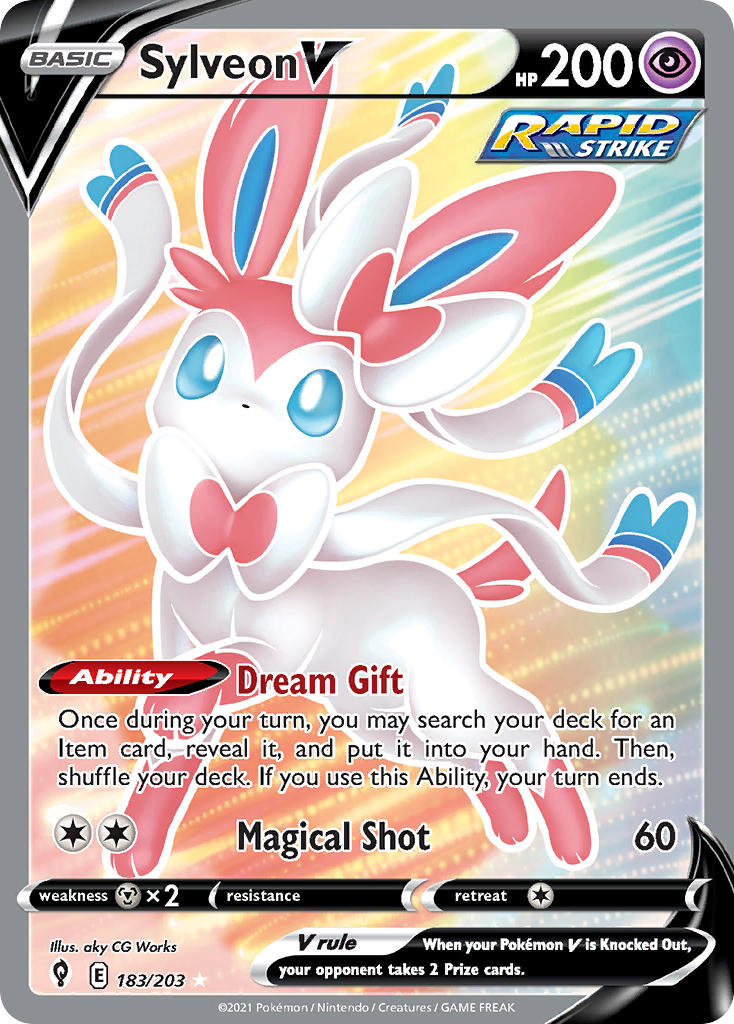 BASIC
Sylveon V
HP 200
RAPID
STRIKE
Ability Dream Gift
Once during your turn, you may search your deck for an
Item card, reveal it, and put it into your hand. Then,
shuffle your deck. If you use this Ability, your turn ends.
Magical Shot 60
weakness ×2 resistance retreat
Illus. aky CG Works
V rule When your Pokémon V is Knocked Out,
your opponent takes 2 Prize cards.
E 183/203
©2021 Pokémon / Nintendo / Creatures / GAME FREAK